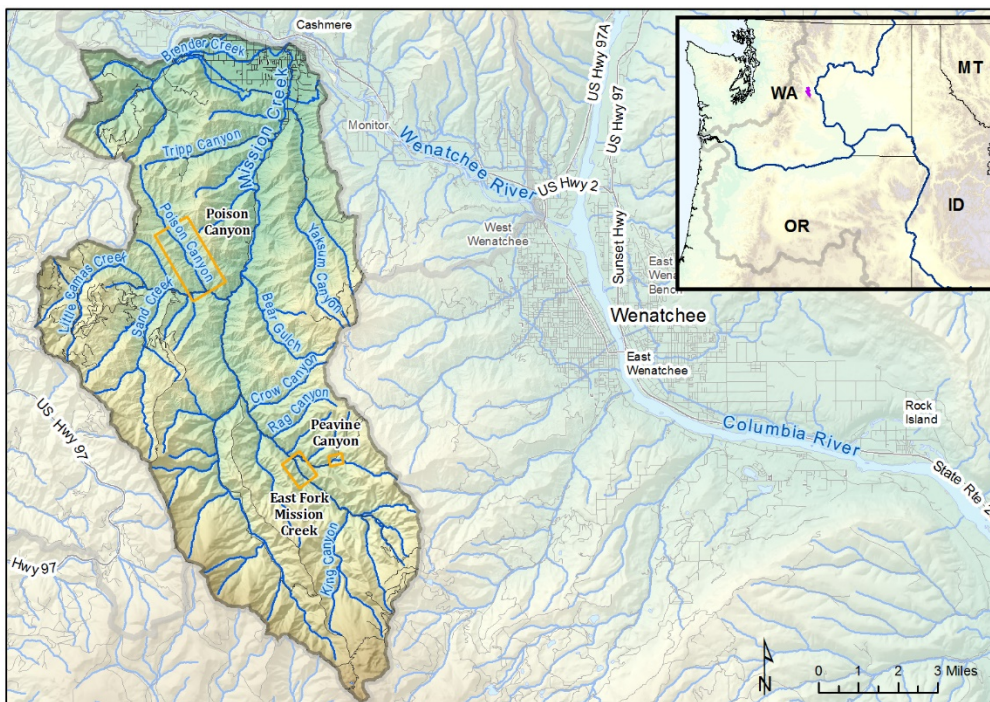 Cashmere
Brender Creek
Mission Creek
Monitor
Tripp Canyon
Wenatchee River
US Hwy 97A
US Hwy 97
US Hwy 2
Poison
Canyon
Poison Canyon
Yaksum Canyon
West
Wenatchee
Sunset Hwy
East
Wena
Bench
Little Camas Creek
Sand Creek
Bear Gulch
Wenatchee
East
Wenatchee
Crow Canyon
Rag Canyon
Peavine
Canyon
US Hwy 97
Columbia River
Rock
Island
State Rte 2
East Fork
Mission
Creek
King Canyon
Hwy 97
WA
MT
OR
ID
N
0 1 2 3 Miles